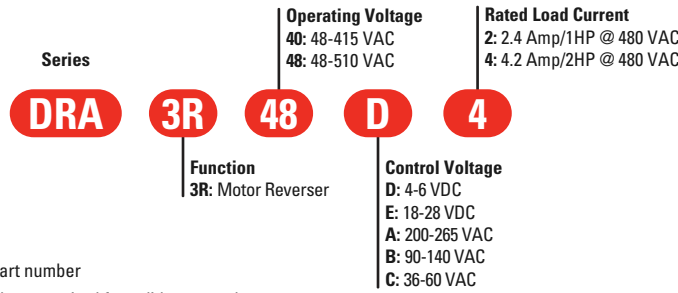 Operating Voltage
40: 48-415 VAC
48: 48-510 VAC
Rated Load Current
2: 2.4 Amp/1HP @ 480 VAC
4: 4.2 Amp/2HP @ 480 VAC
Series
DRA 3R 48 D 4
Function
3R: Motor Reverser
Control Voltage
D: 4-6 VDC
E: 18-28 VDC
A: 200-265 VAC
B: 90-140 VAC
C: 36-60 VAC
art number